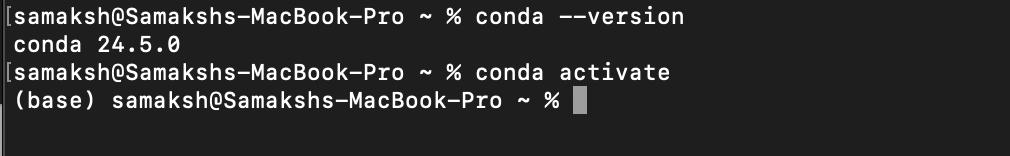 [samaksh@Samakshs-MacBook-Pro ~ % conda --version
conda 24.5.0
[samaksh@Samakshs-MacBook-Pro ~ % conda activate
(base) samaksh@Samakshs-MacBook-Pro ~ %